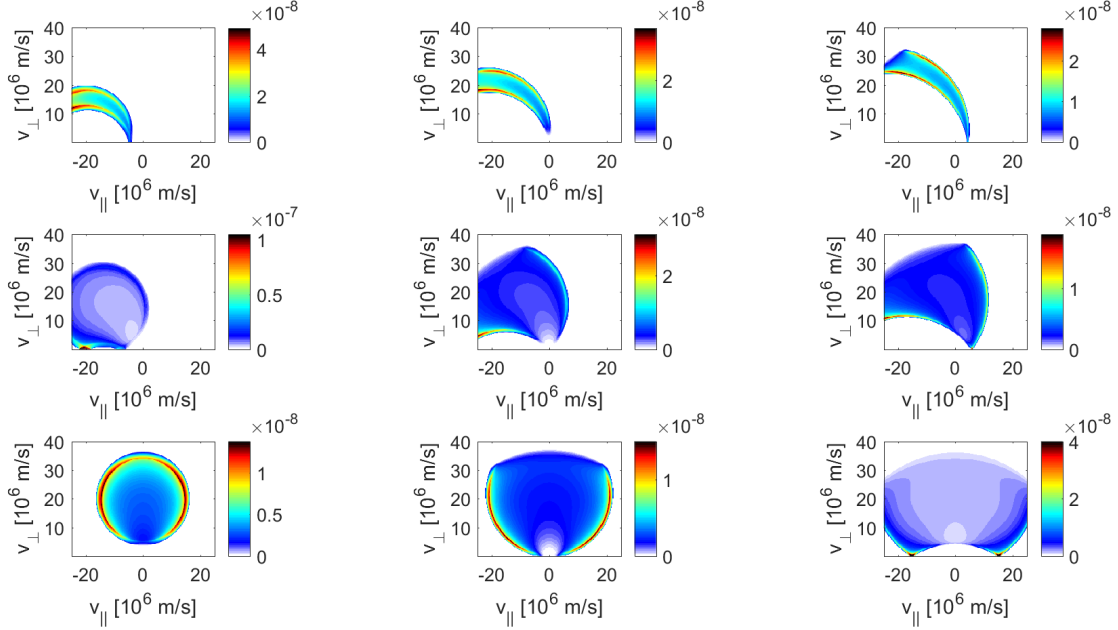 ×10⁻⁸ ×10⁻⁸ ×10⁻⁸
40 40 40
v⊥ [10⁶ m/s] 30 4 v⊥ [10⁶ m/s] 30 v⊥ [10⁶ m/s] 30 2
20 2 20 2 20 1
10 10 10
0 0 0
-20 0 20 -20 0 20 -20 0 20
v|| [10⁶ m/s] v|| [10⁶ m/s] v|| [10⁶ m/s]
×10⁻⁷ ×10⁻⁸ ×10⁻⁸
40 1 40 40
v⊥ [10⁶ m/s] 30 v⊥ [10⁶ m/s] 30 2 v⊥ [10⁶ m/s] 30
20 0.5 20 20 1
10 10 10
0 0 0
-20 0 20 -20 0 20 -20 0 20
v|| [10⁶ m/s] v|| [10⁶ m/s] v|| [10⁶ m/s]
×10⁻⁸ ×10⁻⁸ ×10⁻⁸
40 40 40 4
v⊥ [10⁶ m/s] 30 1 v⊥ [10⁶ m/s] 30 v⊥ [10⁶ m/s] 30
20 0.5 20 1 20 2
10 10 10
0 0 0
-20 0 20 -20 0 20 -20 0 20
v|| [10⁶ m/s] v|| [10⁶ m/s] v|| [10⁶ m/s]